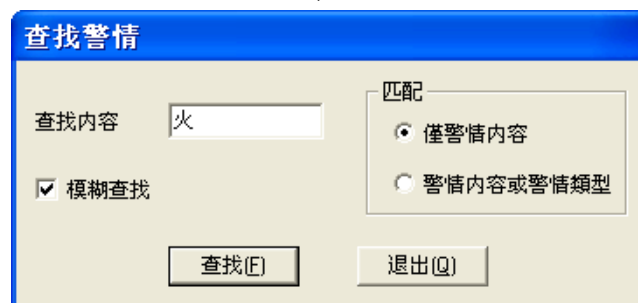 查找警情
查找内容
火
模糊查找
匹配
僅警情内容
警情内容或警情類型
查找(F)
退出(Q)